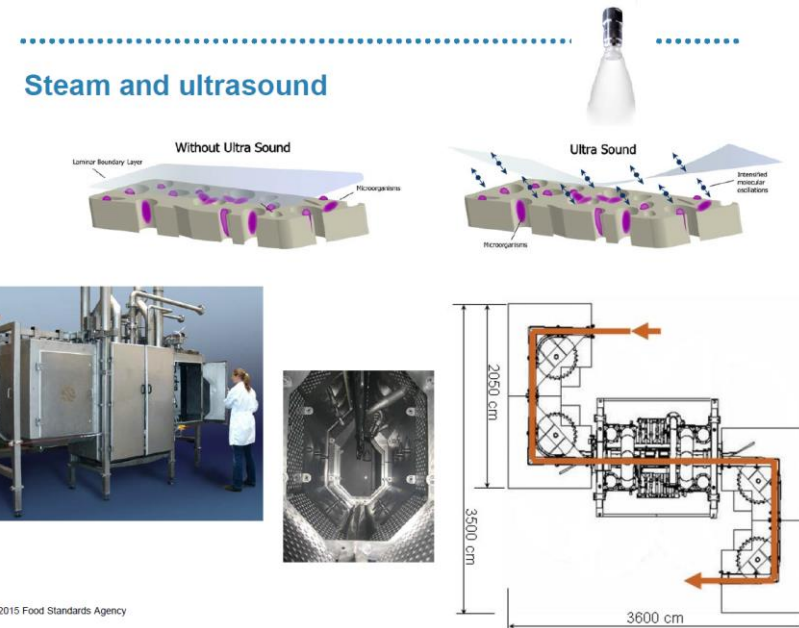 Steam and ultrasound
Without Ultra Sound
Laminar Boundary Layer
Microorganisms
Ultra Sound
Intensified
molecular
oscillations
Microorganisms
2050 cm
3500 cm
3600 cm
2015 Food Standards Agency